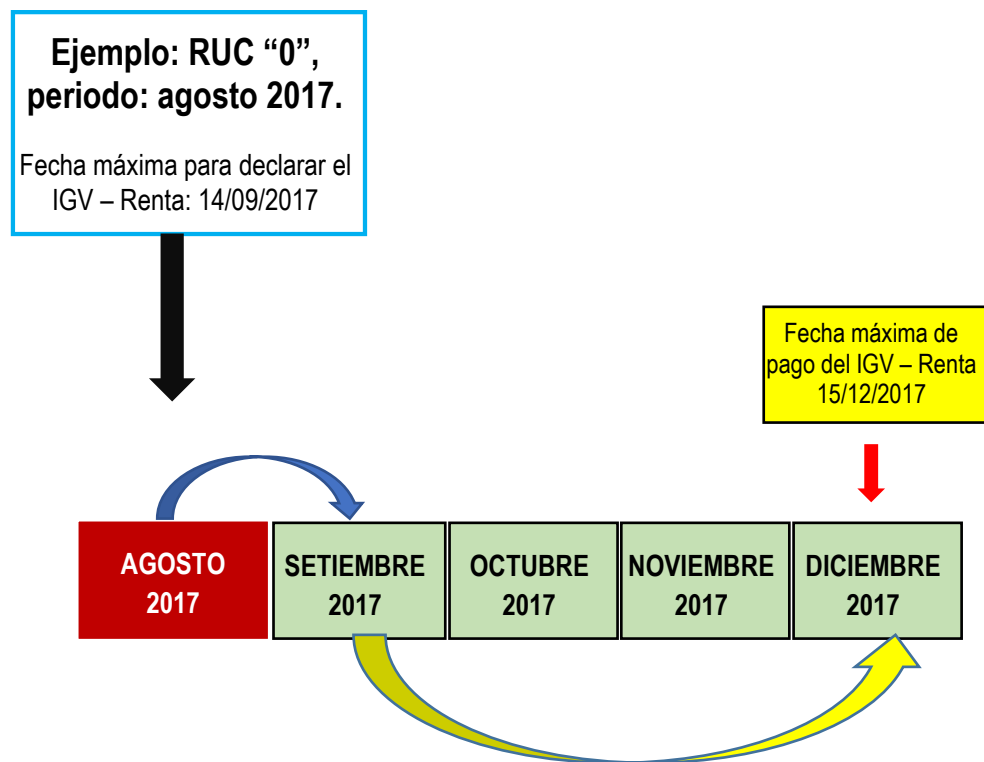 Ejemplo: RUC “0”,
periodo: agosto 2017.
Fecha máxima para declarar el
IGV – Renta: 14/09/2017
Fecha máxima de
pago del IGV – Renta
15/12/2017
AGOSTO
2017
SETIEMBRE
2017
OCTUBRE
2017
NOVIEMBRE
2017
DICIEMBRE
2017